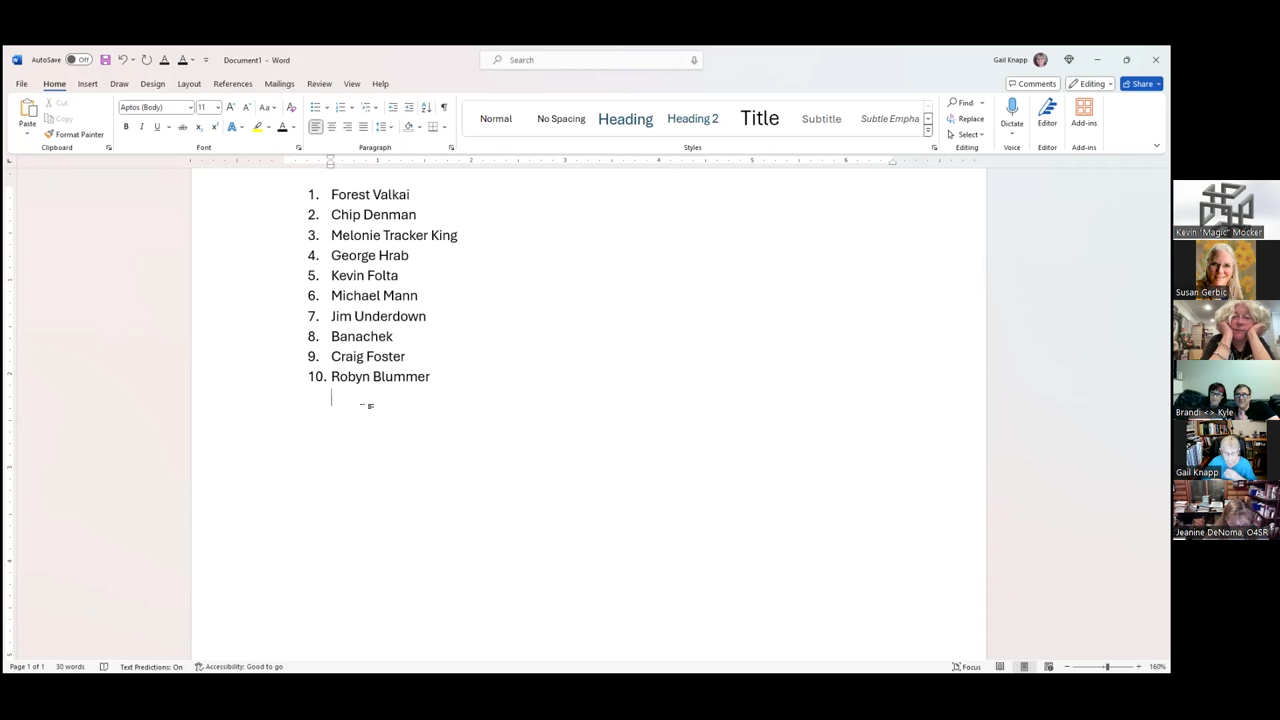 AutoSave Off Document1 - Word Search Gail Knapp
File Home Insert Draw Design Layout References Mailings Review View Help Comments Editing Share
Paste Cut Copy Format Painter
Aptos (Body) 11
Normal No Spacing Heading Heading 2 Title Subtitle Subtle Empha
Find Replace Select
Dictate Editor Add-ins
Clipboard Font Paragraph Styles Editing Voice Editor Add-ins
1. Forest Valkai
2. Chip Denman
3. Melonie Tracker King
4. George Hrab
5. Kevin Folta
6. Michael Mann
7. Jim Underdown
8. Banachek
9. Craig Foster
10. Robyn Blummer
Kevin "Magic" Mocker
Susan Gerbic
Brandi <> Kyle
Gail Knapp
Jeanine DeNoma, O4SR
Page 1 of 1 30 words Text Predictions: On Accessibility: Good to go Focus 160%